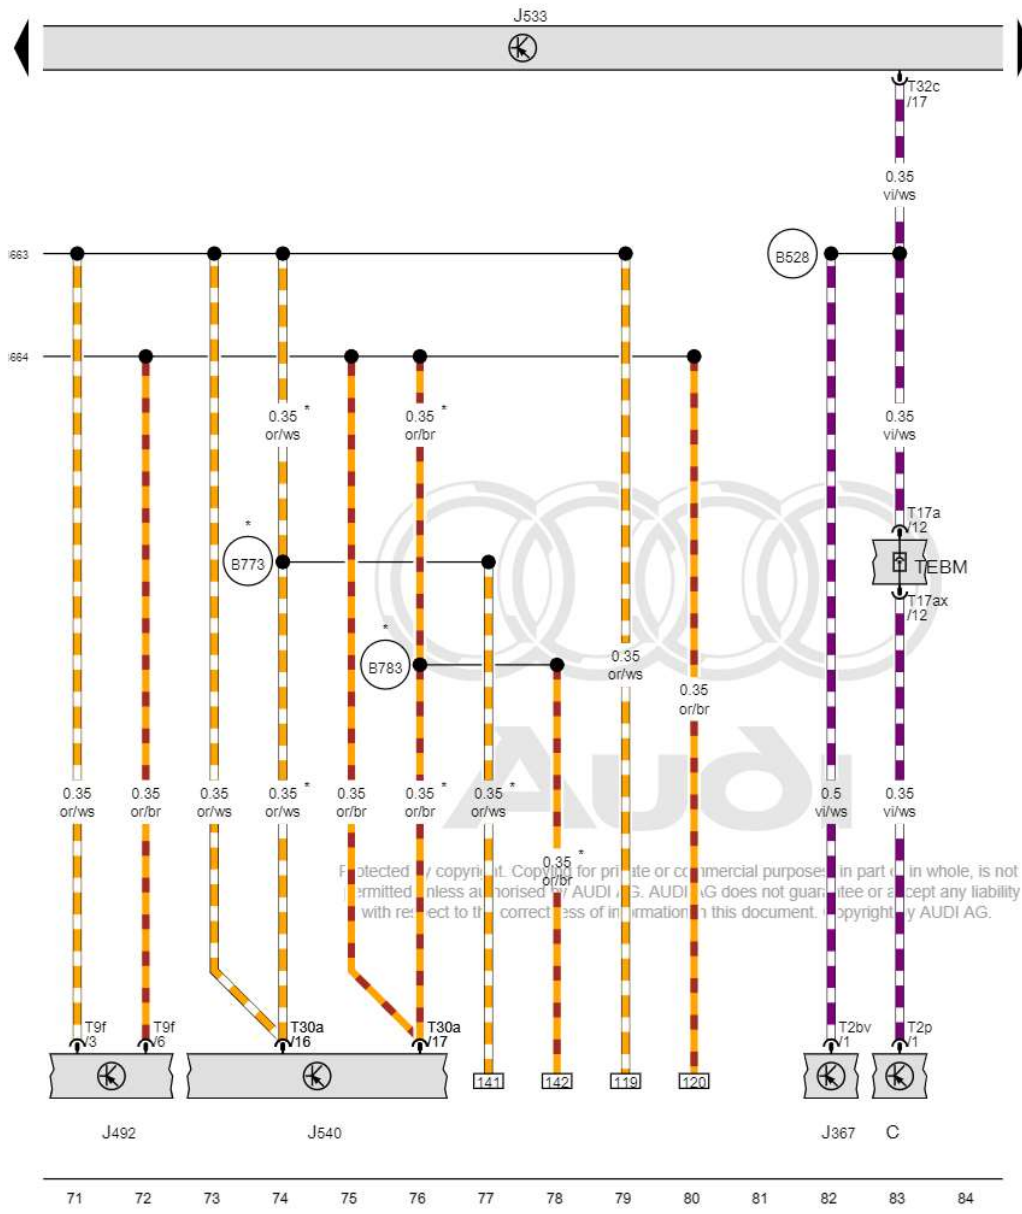 J533
T32c
/17
0.35
vi/ws
B528
0.35 *
or/ws
0.35 *
or/br
0.35
vi/ws
T17a
/12
TEBM
T17ax
/12
*
B773
*
B783
0.35
or/ws
0.35
or/br
0.35
or/ws
0.35
or/br
0.35
or/ws
0.35 *
or/ws
0.35
or/br
0.35 *
or/br
0.35 *
or/ws
0.5
vi/ws
0.35
vi/ws
0.35 *
or/br
AUDI
T9f
/3
T9f
/6
T30a
/16
T30a
/17
T2bv
/1
T2p
/1
141
142
119
120
J492
J540
J367
C
71 72 73 74 75 76 77 78 79 80 81 82 83 84